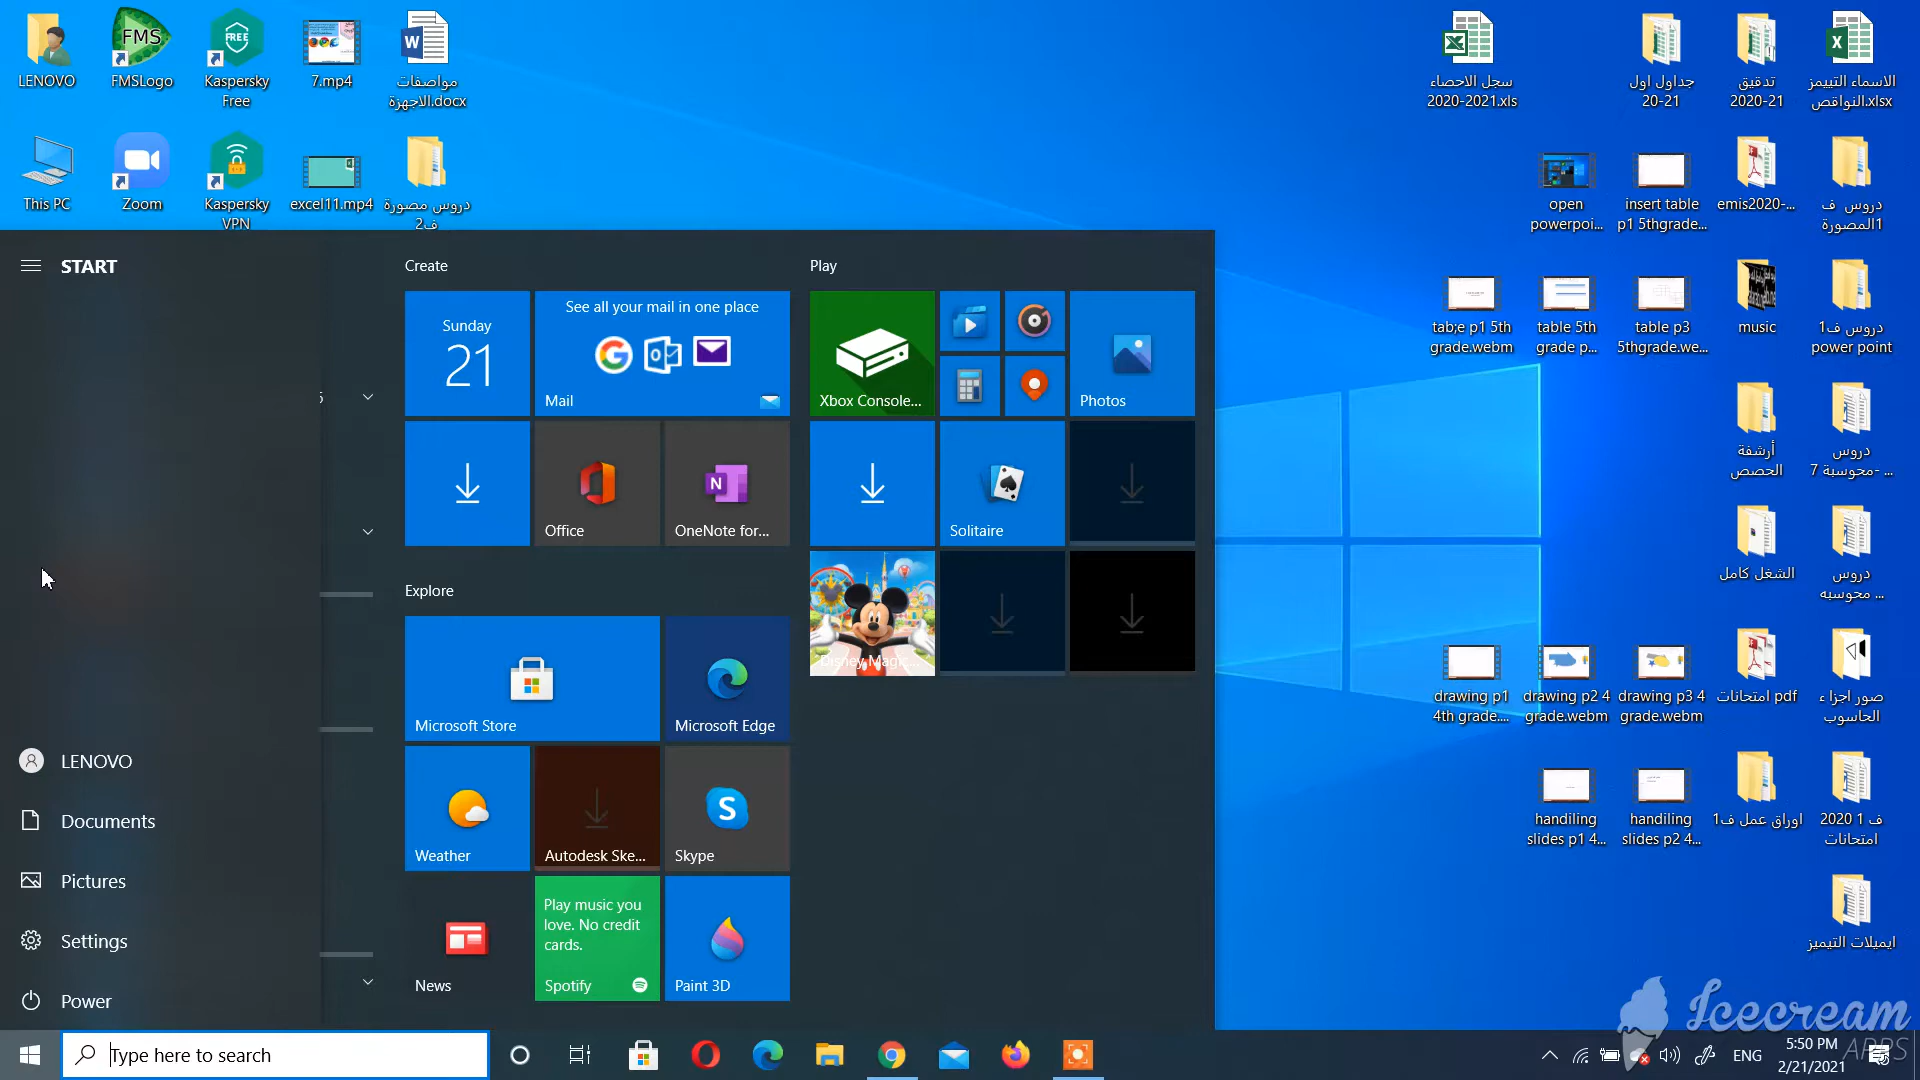 LENOVO
FMSLogo
FMS
Kaspersky
Free
FREE
7.mp4
مواصفات
الاجهزة.docx
This PC
Zoom
Kaspersky
VPN
excel11.mp4
دروس مصورة
ف2
سجل الاحصاء
2020-2021.xls
جداول اول
20-21
تدقيق
2020-21
الاسماء التييمز
النواقص.xlsx
open
powerpoi...
insert table
p1 5thgrade...
emis2020-...
دروس ف
1المصورة
tab;e p1 5th
grade.webm
table 5th
grade p...
table p3
5thgrade.we...
music
دروس ف1
power point
أرشفة
الحصص
دروس
محوسبة 7- ...
الشغل كامل
دروس
محوسبه ...
drawing p1
4th grade....
drawing p2 4
grade.webm
drawing p3 4
grade.webm
امتحانات pdf
صور اجزاء
الحاسوب
handiling
slides p1 4...
handiling
slides p2 4...
اوراق عمل ف1
ف 1 2020
امتحانات
ايميلات التيميز
START
LENOVO
Documents
Pictures
Settings
Power
Create
Sunday
21
See all your mail in one place
Mail
Office
OneNote for...
Explore
Microsoft Store
Microsoft Edge
Weather
Autodesk Ske...
Skype
News
Play music you
love. No credit
cards.
Spotify
Paint 3D
Play
Xbox Console...
Photos
Solitaire
Disney Magic...
Type here to search
ENG
5:50 PM
2/21/2021
Icecream
APPS